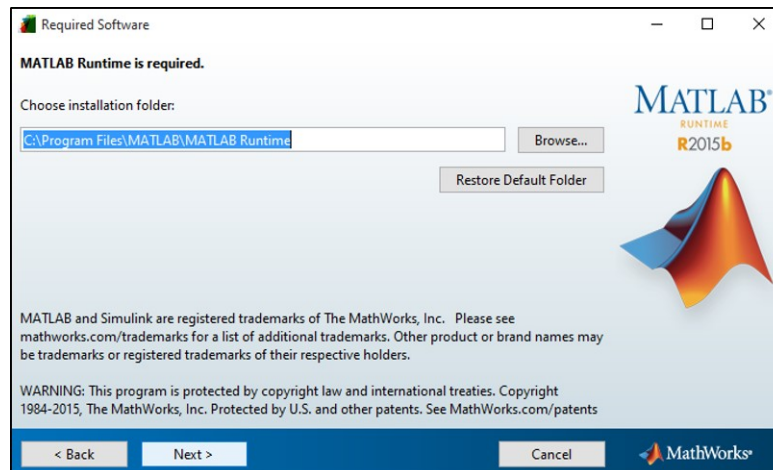 Required Software
MATLAB Runtime is required.
Choose installation folder:
C:\Program Files\MATLAB\MATLAB Runtime
Browse...
Restore Default Folder
MATLAB®
RUNTIME
R2015b
MATLAB and Simulink are registered trademarks of The MathWorks, Inc. Please see
mathworks.com/trademarks for a list of additional trademarks. Other product or brand names may
be trademarks or registered trademarks of their respective holders.
WARNING: This program is protected by copyright law and international treaties. Copyright
1984-2015, The MathWorks, Inc. Protected by U.S. and other patents. See MathWorks.com/patents
< Back
Next >
Cancel
MathWorks®